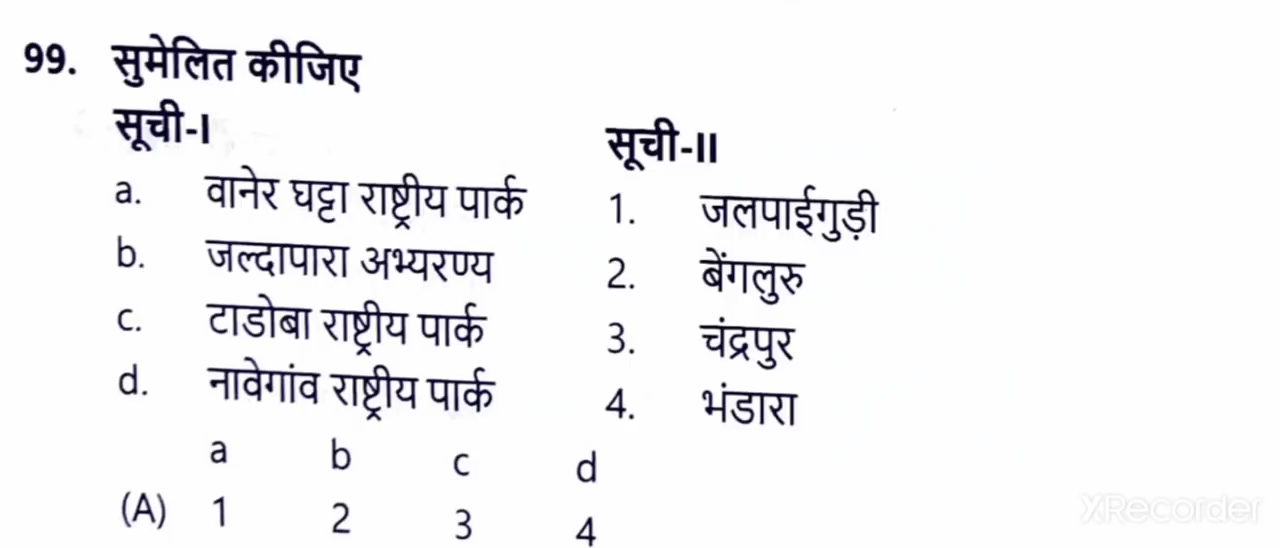 99. सुमेलित कीजिए
सूची-I सूची-II
a. वानेर घट्टा राष्ट्रीय पार्क 1. जलपाईगुड़ी
b. जल्दापारा अभ्यरण्य 2. बेंगलुरु
c. टाडोबा राष्ट्रीय पार्क 3. चंद्रपुर
d. नावेगांव राष्ट्रीय पार्क 4. भंडारा
a b c d
(A) 1 2 3 4
XRecorder